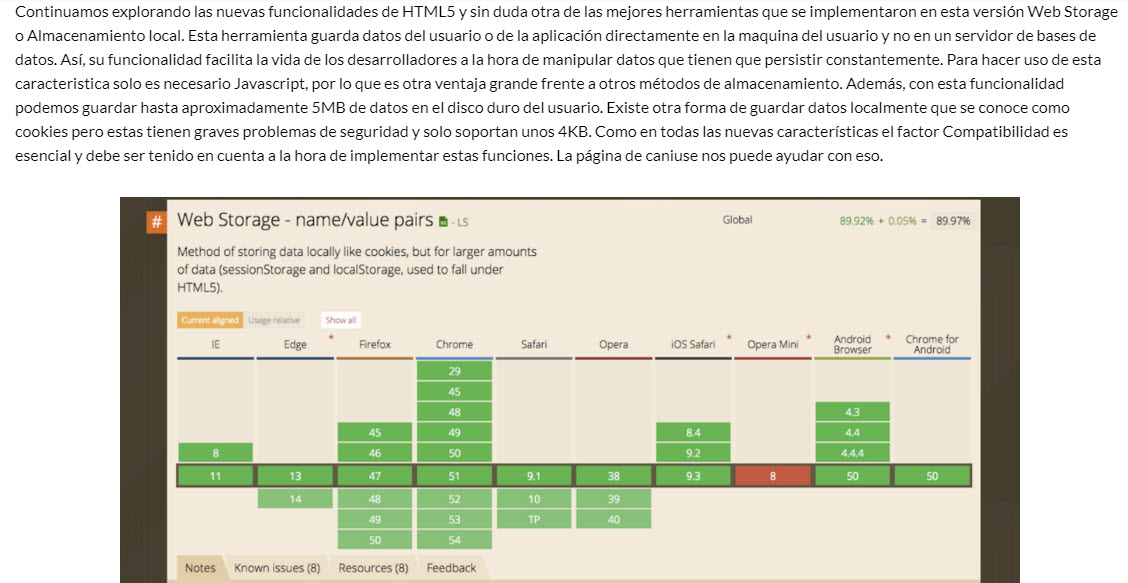 Continuamos explorando las nuevas funcionalidades de HTML5 y sin duda otra de las mejores herramientas que se implementaron en esta versión Web Storage
o Almacenamiento local. Esta herramienta guarda datos del usuario o de la aplicación directamente en la maquina del usuario y no en un servidor de bases de
datos. Así, su funcionalidad facilita la vida de los desarrolladores a la hora de manipular datos que tienen que persistir constantemente. Para hacer uso de esta
caracteristica solo es necesario Javascript, por lo que es otra ventaja grande frente a otros métodos de almacenamiento. Además, con esta funcionalidad
podemos guardar hasta aproximadamente 5MB de datos en el disco duro del usuario. Existe otra forma de guardar datos localmente que se conoce como
cookies pero estas tienen graves problemas de seguridad y solo soportan unos 4KB. Como en todas las nuevas características el factor Compatibilidad es
esencial y debe ser tenido en cuenta a la hora de implementar estas funciones. La página de caniuse nos puede ayudar con eso.
# Web Storage - name/value pairs - LS Global 89.92% + 0.05% = 89.97%
Method of storing data locally like cookies, but for larger amounts
of data (sessionStorage and localStorage, used to fall under
HTML5).
Current aligned Usage relative Show all
IE Edge * Firefox Chrome Safari Opera iOS Safari * Opera Mini * Android Browser * Chrome for Android
29
45
48 4.3
45 49 8.4 4.4
8 46 50 9.2 4.4.4
11 13 47 51 9.1 38 9.3 8 50 50
14 48 52 10 39
49 53 TP 40
50 54
Notes Known issues (8) Resources (8) Feedback